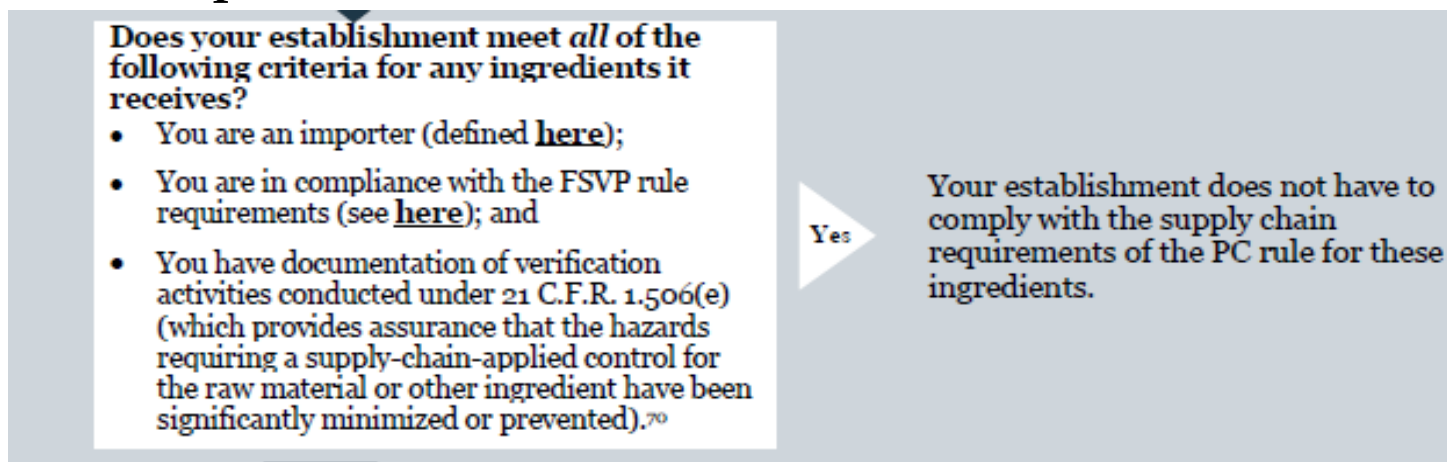 Does your establishment meet all of the
following criteria for any ingredients it
receives?
• You are an importer (defined here);
• You are in compliance with the FSVP rule
requirements (see here); and
• You have documentation of verification
activities conducted under 21 C.F.R. 1.506(e)
(which provides assurance that the hazards
requiring a supply-chain-applied control for
the raw material or other ingredient have been
significantly minimized or prevented).70
Yes
Your establishment does not have to
comply with the supply chain
requirements of the PC rule for these
ingredients.